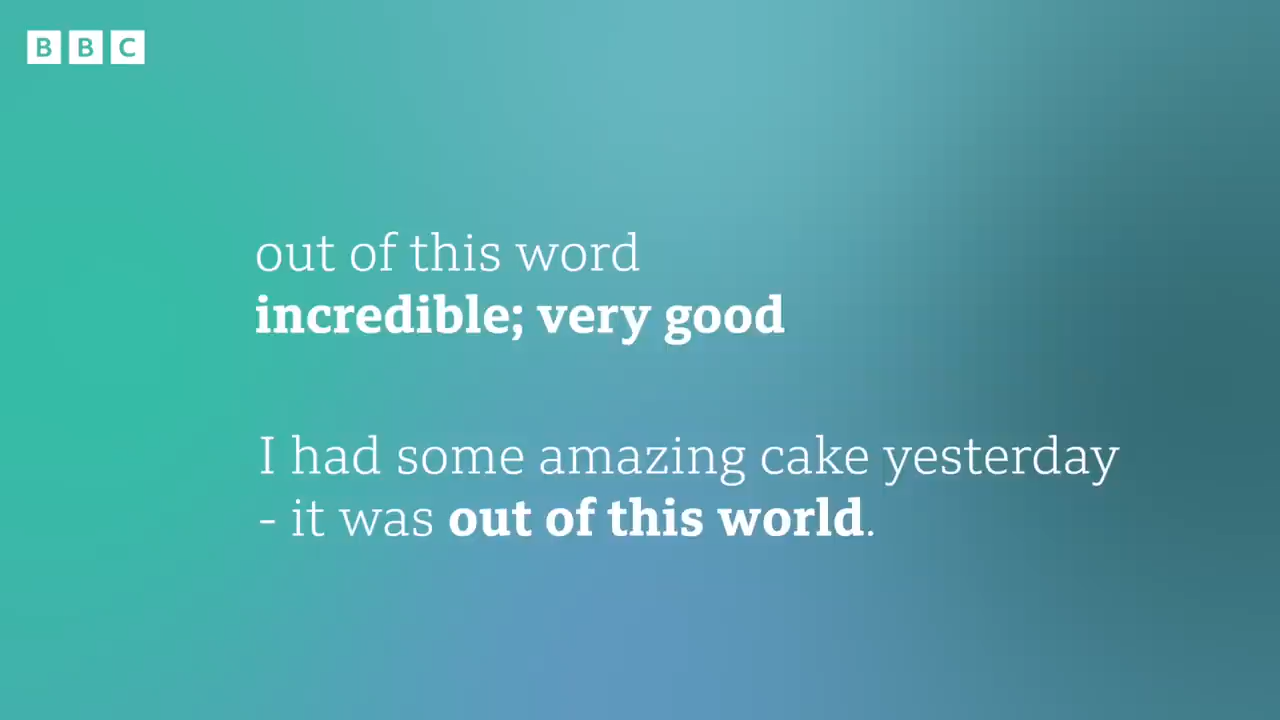 BBC
out of this word
incredible; very good
I had some amazing cake yesterday
- it was out of this world.